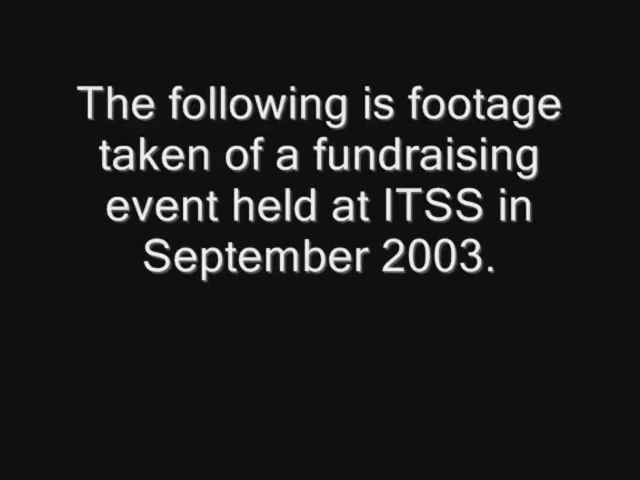 The following is footage
taken of a fundraising
event held at ITSS in
September 2003.